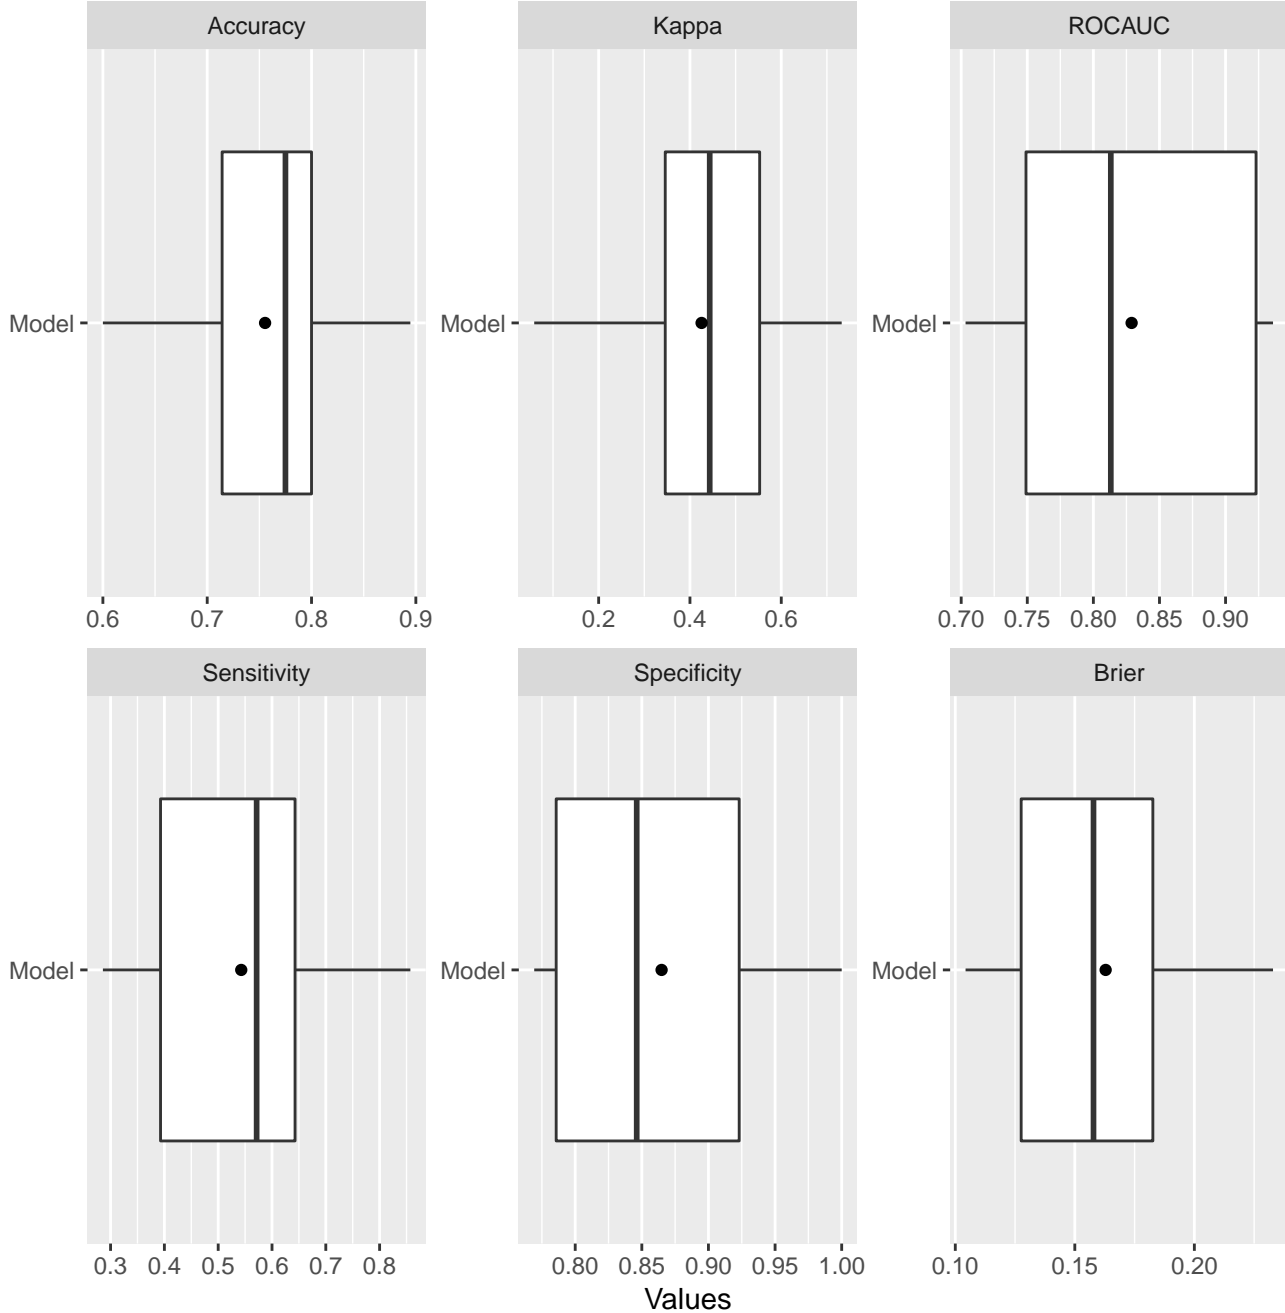 Accuracy Kappa ROCAUC
Model Model Model
0.6 0.7 0.8 0.9 0.2 0.4 0.6 0.70 0.75 0.80 0.85 0.90
Sensitivity Specificity Brier
Model Model Model
0.3 0.4 0.5 0.6 0.7 0.8 0.80 0.85 0.90 0.95 1.00 0.10 0.15 0.20
Values